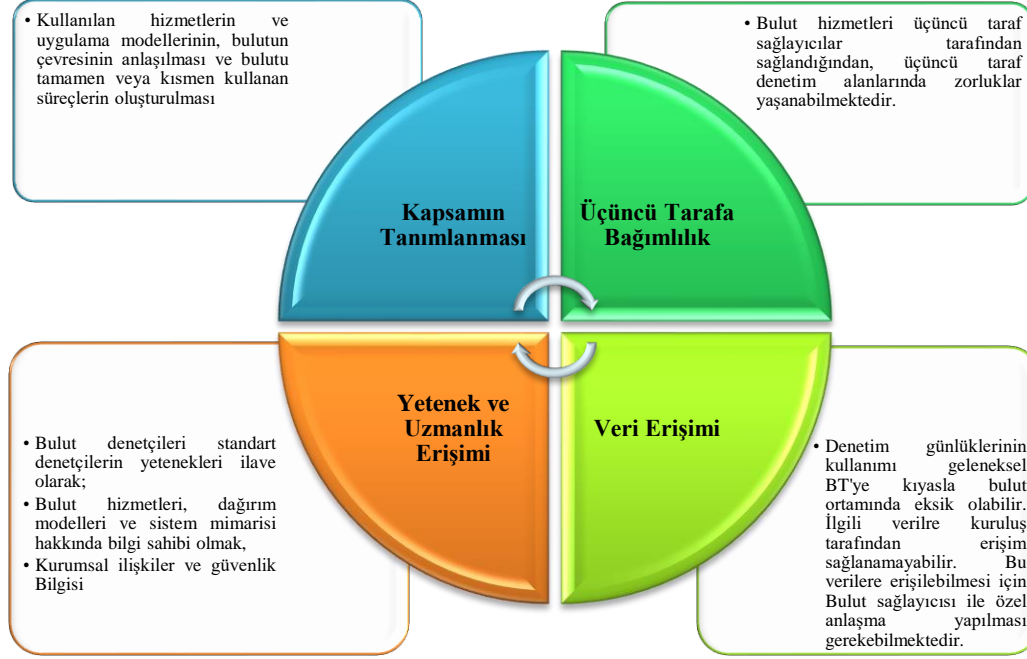 • Kullanılan hizmetlerin ve
uygulama modellerinin, bulutun
çevresinin anlaşılması ve bulutu
tamamen veya kısmen kullanan
süreçlerin oluşturulması
• Bulut hizmetleri üçüncü taraf
sağlayıcılar tarafından
sağlandığından, üçüncü taraf
denetim alanlarında zorluklar
yaşanabilmektedir.
Kapsamın
Tanımlanması
Üçüncü Tarafa
Bağımlılık
Yetenek ve
Uzmanlık
Erişimi
Veri Erişimi
• Bulut denetçileri standart
denetçilerin yetenekleri ilave
olarak;
• Bulut hizmetleri, dağırım
modelleri ve sistem mimarisi
hakkında bilgi sahibi olmak,
• Kurumsal ilişkiler ve güvenlik
Bilgisi
• Denetim günlüklerinin
kullanımı geleneksel
BT'ye kıyasla bulut
ortamında eksik olabilir.
İlgili verilre kuruluş
tarafından erişim
sağlanamayabilir. Bu
verilere erişilebilmesi için
Bulut sağlayıcısı ile özel
anlaşma yapılması
gerekebilmektedir.